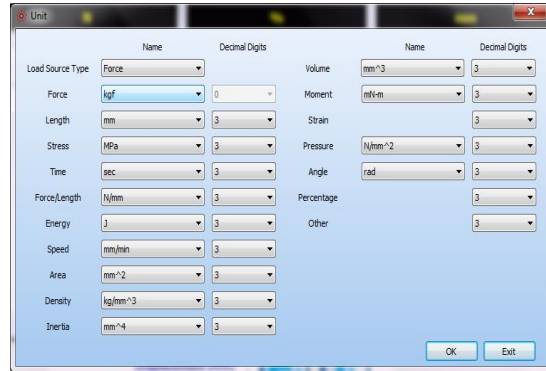 Unit
Name Decimal Digits Name Decimal Digits
Load Source Type Force Volume mm^3 3
Force kgf 0 Moment mN-m 3
Length mm 3 Strain 3
Stress MPa 3 Pressure N/mm^2 3
Time sec 3 Angle rad 3
Force/Length N/mm 3 Percentage 3
Energy J 3 Other 3
Speed mm/min 3
Area mm^2 3
Density kg/mm^3 3
Inertia mm^4 3
OK Exit